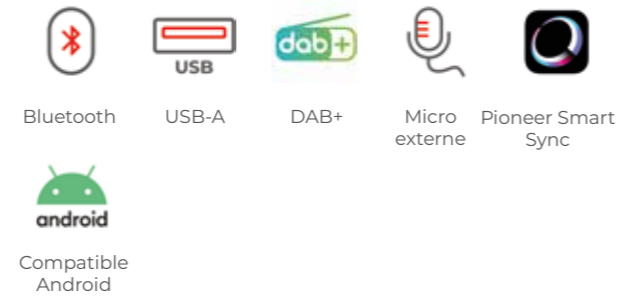 USB
dab+
Bluetooth
USB-A
DAB+
Micro
externe
Pioneer Smart
Sync
android
Compatible
Android